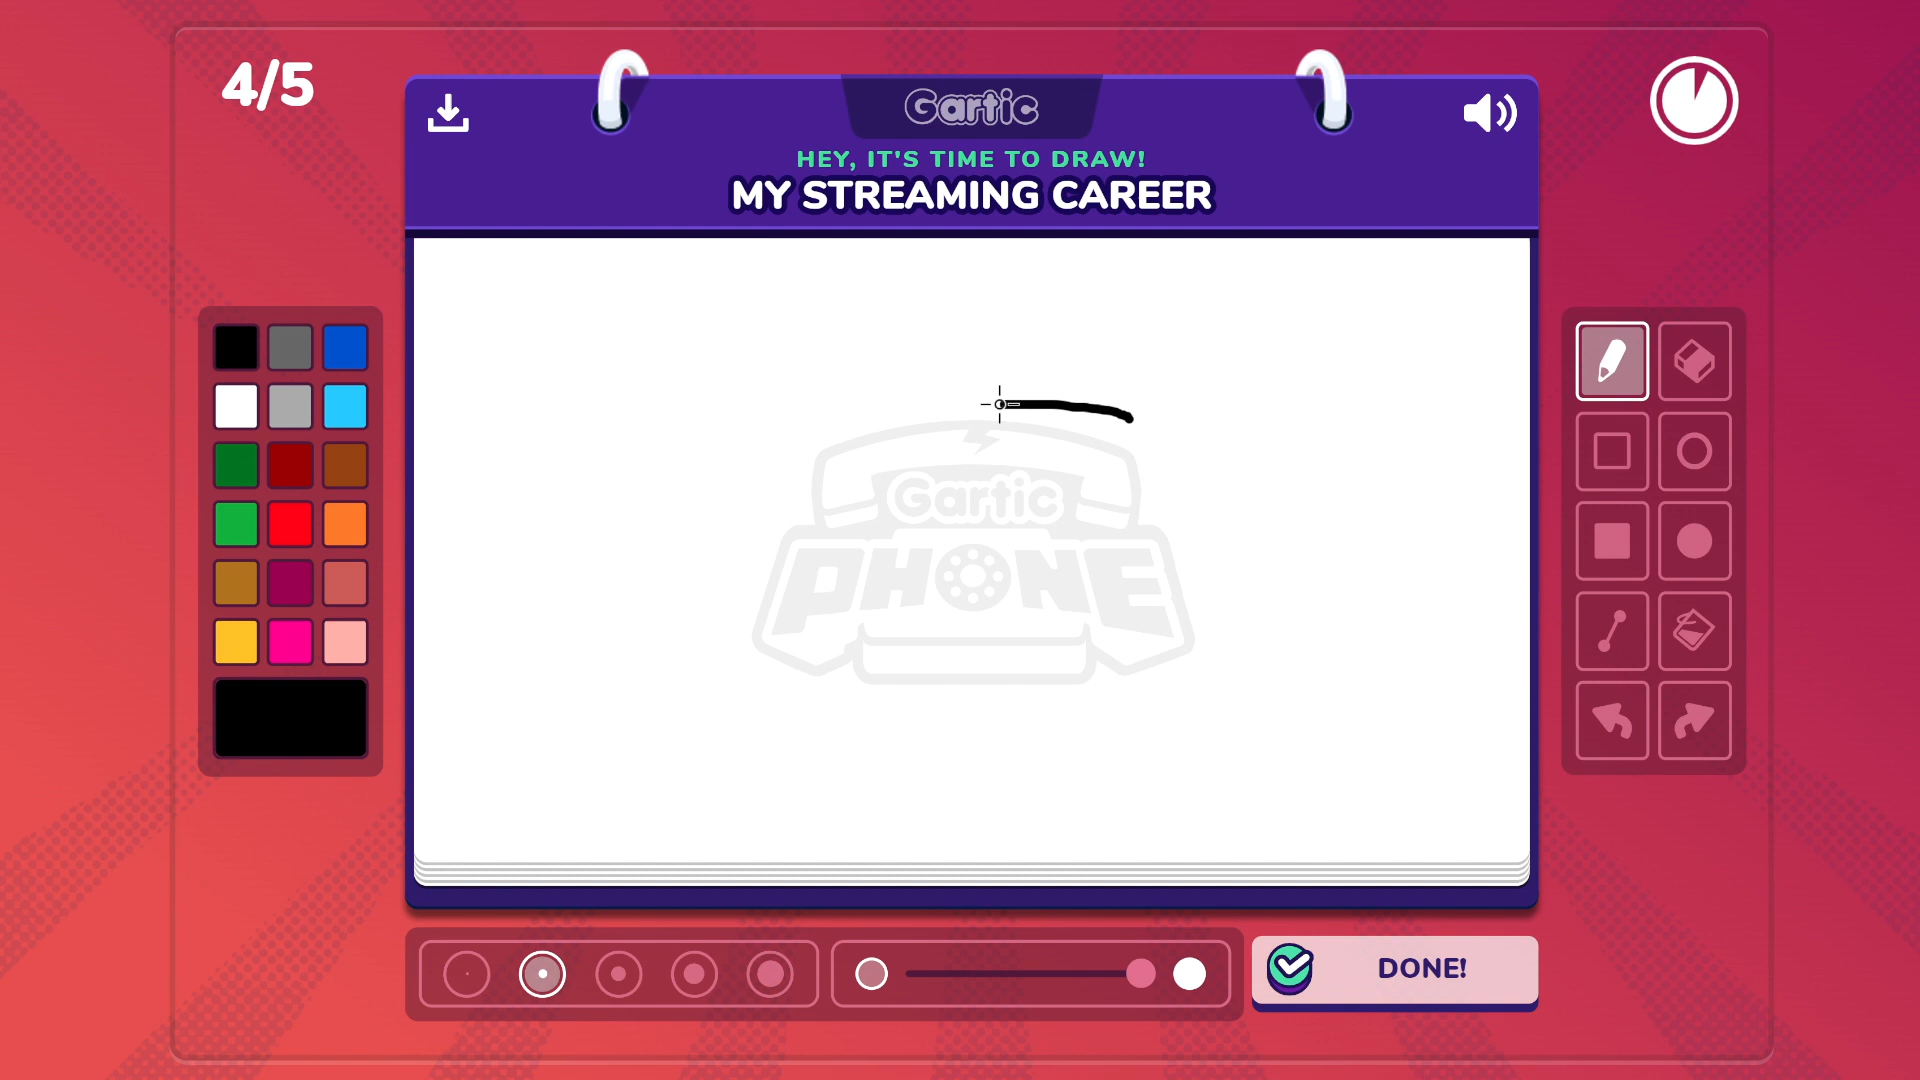 4/5
Gartic
HEY, IT'S TIME TO DRAW!
MY STREAMING CAREER
Gartic
PHONE
DONE!